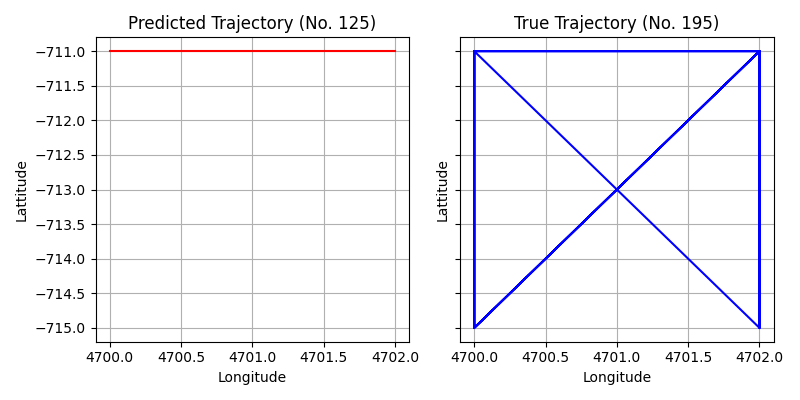 Predicted Trajectory (No. 125)
−711.0
−711.5
−712.0
−712.5
−713.0
−713.5
−714.0
−714.5
−715.0
Lattitude
4700.0 4700.5 4701.0 4701.5 4702.0
Longitude
True Trajectory (No. 195)
Lattitude
4700.0 4700.5 4701.0 4701.5 4702.0
Longitude